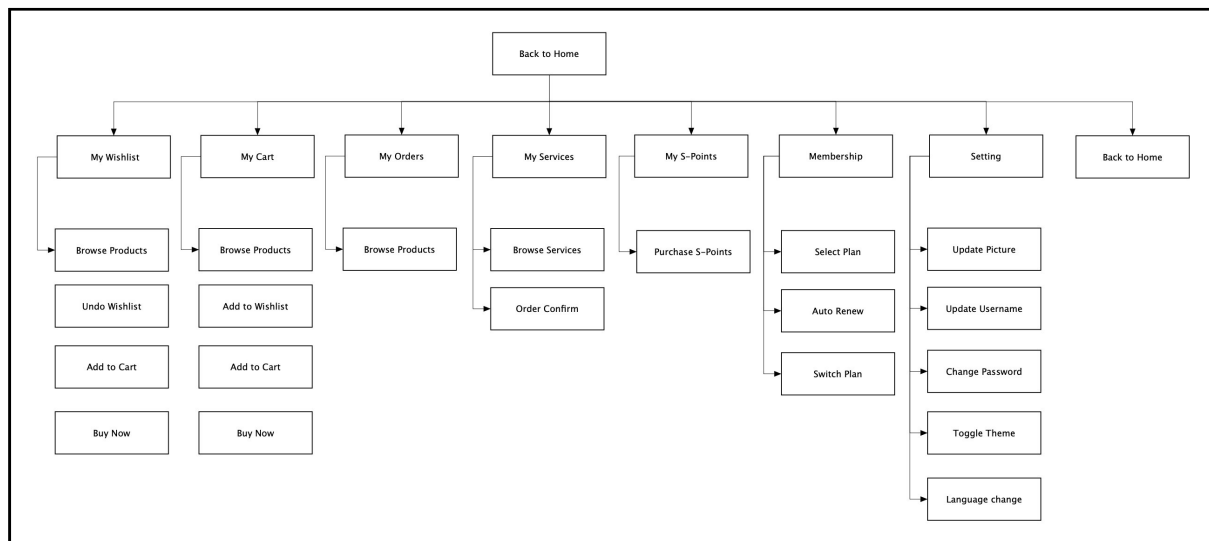 Back to Home
My Wishlist
My Cart
My Orders
My Services
My S-Points
Membership
Setting
Back to Home
Browse Products
Browse Products
Browse Products
Browse Services
Purchase S-Points
Select Plan
Update Picture
Undo Wishlist
Add to Wishlist
Order Confirm
Auto Renew
Update Username
Add to Cart
Add to Cart
Switch Plan
Change Password
Buy Now
Buy Now
Toggle Theme
Language change